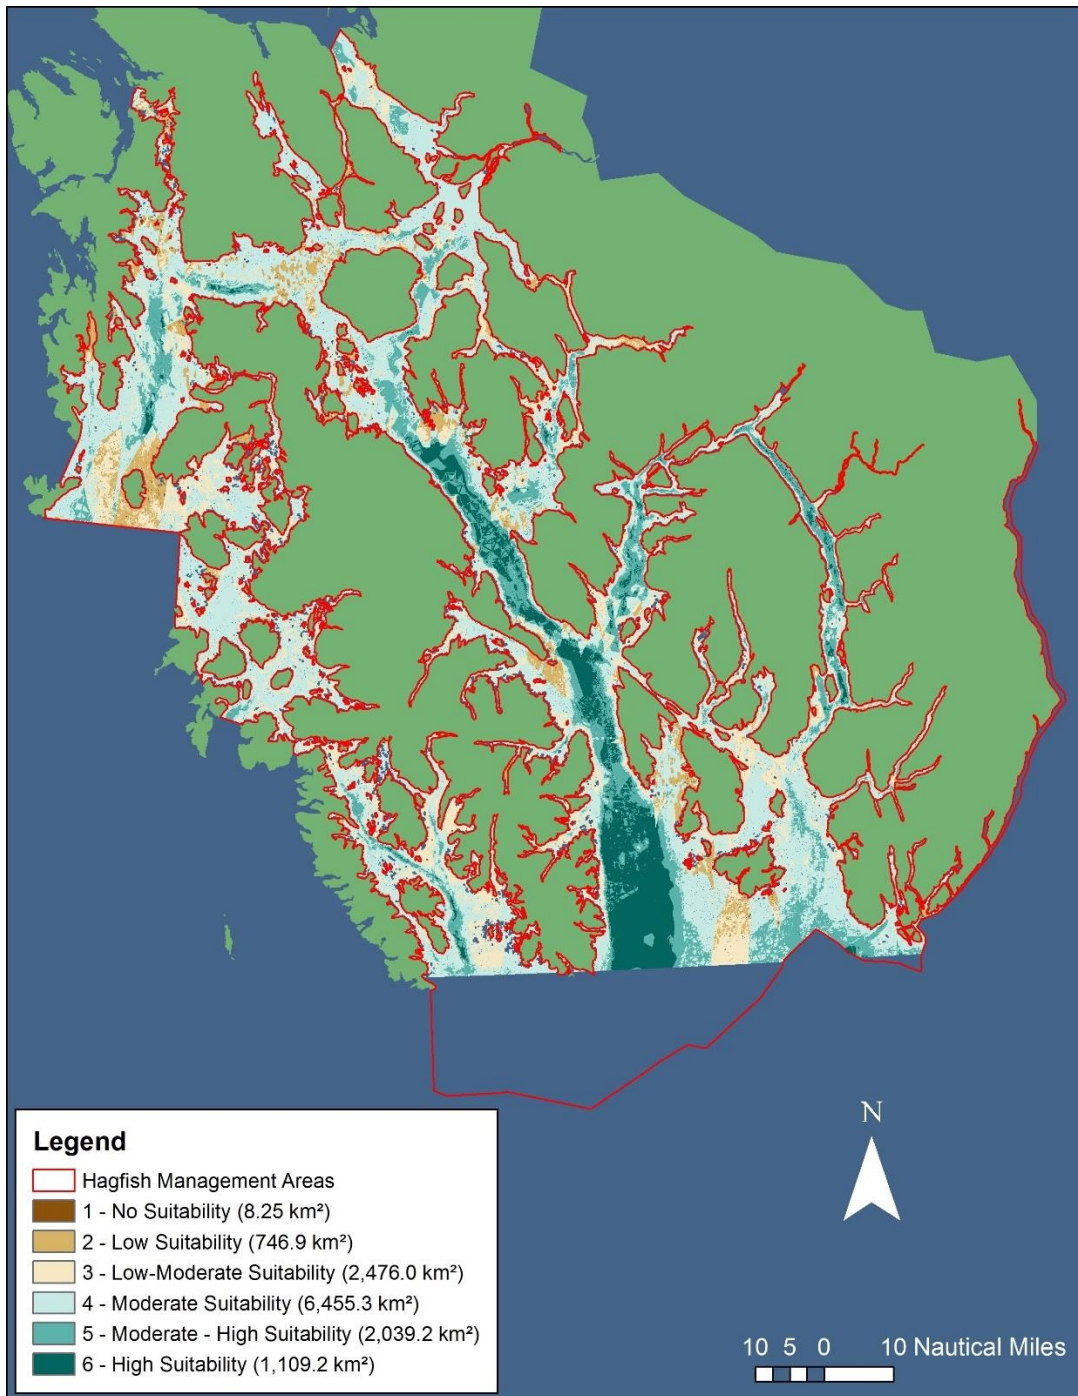 N
Legend
Hagfish Management Areas
1 - No Suitability (8.25 km²)
2 - Low Suitability (746.9 km²)
3 - Low-Moderate Suitability (2,476.0 km²)
4 - Moderate Suitability (6,455.3 km²)
5 - Moderate - High Suitability (2,039.2 km²)
6 - High Suitability (1,109.2 km²)
10 5 0 10 Nautical Miles